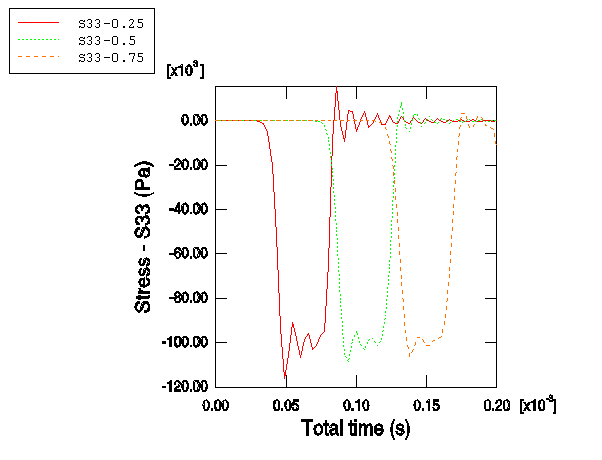 S33-0.25
S33-0.5
S33-0.75
[x10³]
0.00
-20.00
-40.00
-60.00
-80.00
-100.00
-120.00
Stress - S33 (Pa)
0.00 0.05 0.10 0.15 0.20 [x10⁻³]
Total time (s)